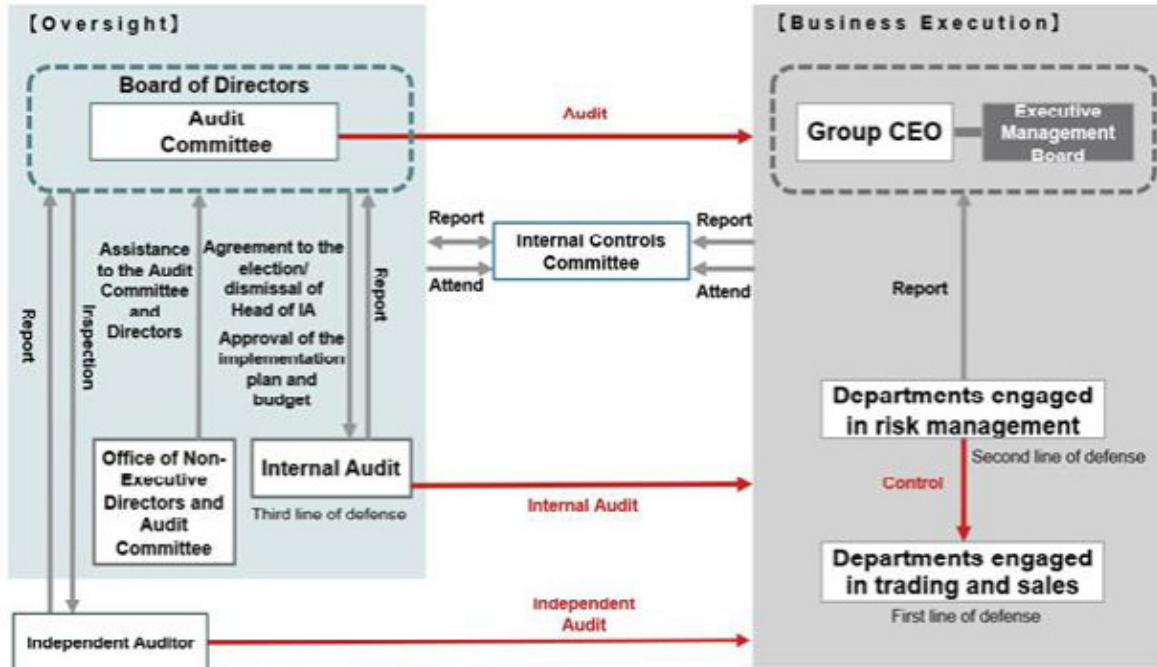 【Oversight】
Board of Directors
Audit
Committee
Audit
【Business Execution】
Group CEO
Executive
Management
Board
Report
Inspection
Assistance
to the Audit
Committee
and
Directors
Agreement to the
election/
dismissal of
Head of IA
Approval of the
implementation
plan and
budget
Report
Report
Attend
Internal Controls
Committee
Report
Attend
Report
Office of Non-
Executive
Directors and
Audit
Committee
Internal Audit
Third line of defense
Internal Audit
Departments engaged
in risk management
Second line of defense
Control
Departments engaged
in trading and sales
First line of defense
Independent Auditor
Independent
Audit